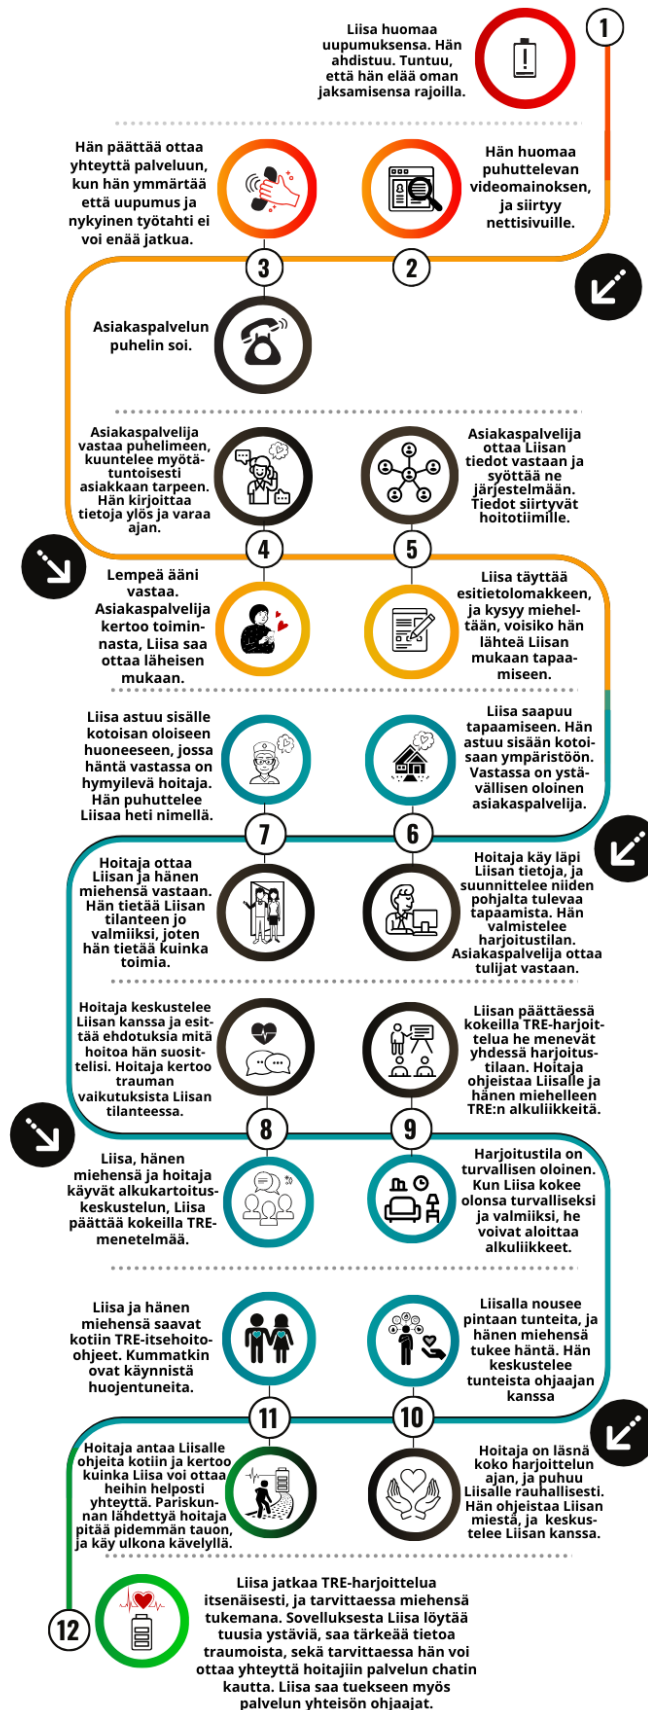 1
Liisa huomaa
uupumuksensa. Hän
ahdistuu. Tuntuu,
että hän elää oman
jaksamisensa rajoilla.
Hän päättää ottaa
yhteyttä palveluun,
kun hän ymmärtää
että uupumus ja
nykyinen työtahti ei
voi enää jatkua.
Hän huomaa
puhuttelevan
videomainoksen,
ja siirtyy
nettisivuille.
3
2
Asiakaspalvelun
puhelin soi.
Asiakaspalvelija
vastaa puhelimeen,
kuuntelee myötä-
tuntoisesti
asiakkaan tarpeen.
Hän kirjoittaa
tietoja ylös ja varaa
ajan.
Asiakaspalvelija
ottaa Liisan
tiedot vastaan ja
syöttää ne
järjestelmään.
Tiedot siirtyvät
hoitotiimille.
4
5
Lempeä ääni
vastaa.
Asiakaspalvelija
kertoo toimin-
nasta, Liisa saa
ottaa läheisen
mukaan.
Liisa täyttää
esitietolomakkeen,
ja kysyy miehel-
tään, voisiko hän
lähteä Liisan
mukaan tapaa-
miseen.
Liisa astuu sisälle
kotoisan oloiseen
huoneeseen, jossa
häntä vastassa on
hymyilevä hoitaja.
Hän puhuttelee
Liisaa heti nimellä.
Liisa saapuu
tapaamiseen. Hän
astuu sisään kotoi-
saan ympäristöön.
Vastassa on ystä-
vällisen oloinen
asiakaspalvelija.
7
6
Hoitaja ottaa
Liisan ja hänen
miehensä vastaan.
Hän tietää Liisan
tilanteen jo
valmiiksi, joten
hän tietää kuinka
toimia.
Hoitaja käy läpi
Liisan tietoja, ja
suunnittelee niiden
pohjalta tulevaa
tapaamista. Hän
valmistelee
harjoitustilan.
Asiakaspalvelija ottaa
tulijat vastaan.
Hoitaja keskustelee
Liisan kanssa ja esit-
tää ehdotuksia mitä
hoitoa hän suosit-
telisi. Hoitaja kertoo
trauman
vaikutuksista Liisan
tilanteessa.
Liisan päättäessä
kokeilla TRE-harjoit-
telua he menevät
yhdessä harjoitus-
tilaan. Hoitaja
ohjeistaa Liisalle ja
hänen miehelleen
TRE:n alkuliikkeitä.
8
9
Liisa, hänen
miehensä ja hoitaja
käyvät alkukartoitus-
keskustelun, Liisa
päättää kokeilla TRE-
menetelmää.
Harjoitustila on
turvallisen oloinen.
Kun Liisa kokee
olonsa turvalliseksi
ja valmiiksi, he
voivat aloittaa
alkuliikkeet.
Liisa ja hänen
miehensä saavat
kotiin TRE-itsehoito-
ohjeet. Kummatkin
ovat käynnistä
huojentuneita.
Liisalla nousee
pintaan tunteita, ja
hänen miehensä
tukee häntä. Hän
keskustelee
tunteista ohjaajan
kanssa
11
10
Hoitaja antaa Liisalle
ohjeita kotiin ja kertoo
kuinka Liisa voi ottaa
heihin helposti
yhteyttä. Pariskun-
nan lähdettyä hoitaja
pitää pidemmän tauon,
ja käy ulkona kävelyllä.
Hoitaja on läsnä
koko harjoittelun
ajan, ja puhuu
Liisalle rauhallisesti.
Hän ohjeistaa Liisan
miestä, ja keskus-
telee Liisan kanssa.
12
Liisa jatkaa TRE-harjoittelua
itsenäisesti, ja tarvittaessa miehensä
tukemana. Sovelluksesta Liisa löytää
tuusia ystäviä, saa tärkeää tietoa
traumoista, sekä tarvittaessa hän voi
ottaa yhteyttä hoitajiin palvelun chatin
kautta. Liisa saa tuekseen myös
palvelun yhteisön ohjaajat.